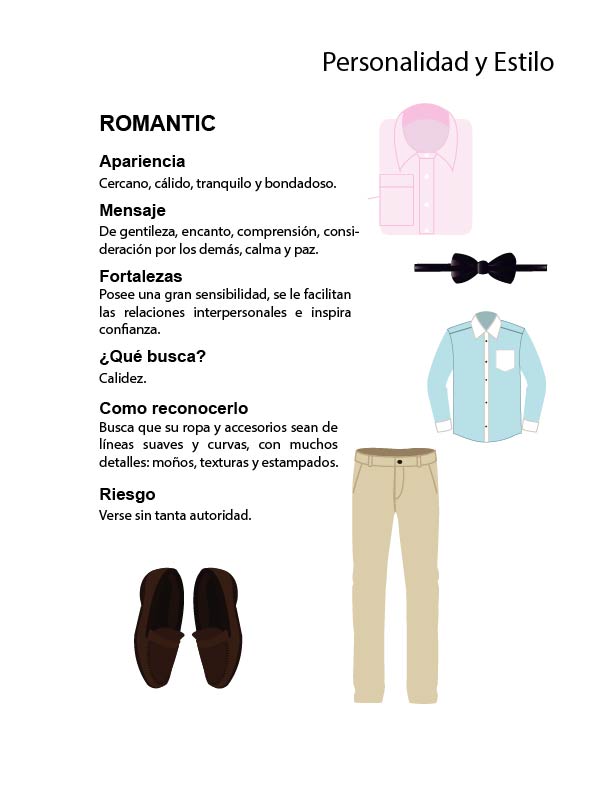 Personalidad y Estilo
ROMANTIC
Apariencia
Cercano, cálido, tranquilo y bondadoso.
Mensaje
De gentileza, encanto, comprensión, consi-
deración por los demás, calma y paz.
Fortalezas
Posee una gran sensibilidad, se le facilitan
las relaciones interpersonales e inspira
confianza.
¿Qué busca?
Calidez.
Como reconocerlo
Busca que su ropa y accesorios sean de
líneas suaves y curvas, con muchos
detalles: moños, texturas y estampados.
Riesgo
Verse sin tanta autoridad.